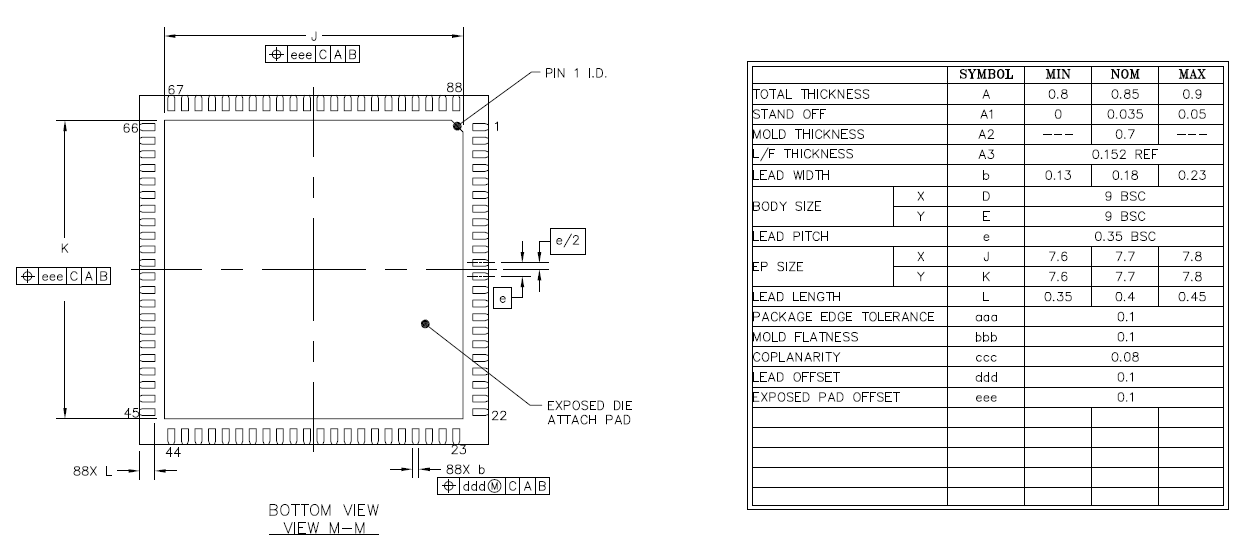 J
⌖ eee C A B
PIN 1 I.D.
67 88
66 1
K
⌖ eee C A B
e/2
e
EXPOSED DIE
ATTACH PAD
45 22
44 23
88X L
88X b
⌖ ddd Ⓜ C A B
BOTTOM VIEW
VIEW M-M
SYMBOL MIN NOM MAX
TOTAL THICKNESS A 0.8 0.85 0.9
STAND OFF A1 0 0.035 0.05
MOLD THICKNESS A2 --- 0.7 ---
L/F THICKNESS A3 0.152 REF
LEAD WIDTH b 0.13 0.18 0.23
BODY SIZE X D 9 BSC
Y E 9 BSC
LEAD PITCH e 0.35 BSC
EP SIZE X J 7.6 7.7 7.8
Y K 7.6 7.7 7.8
LEAD LENGTH L 0.35 0.4 0.45
PACKAGE EDGE TOLERANCE aaa 0.1
MOLD FLATNESS bbb 0.1
COPLANARITY ccc 0.08
LEAD OFFSET ddd 0.1
EXPOSED PAD OFFSET eee 0.1